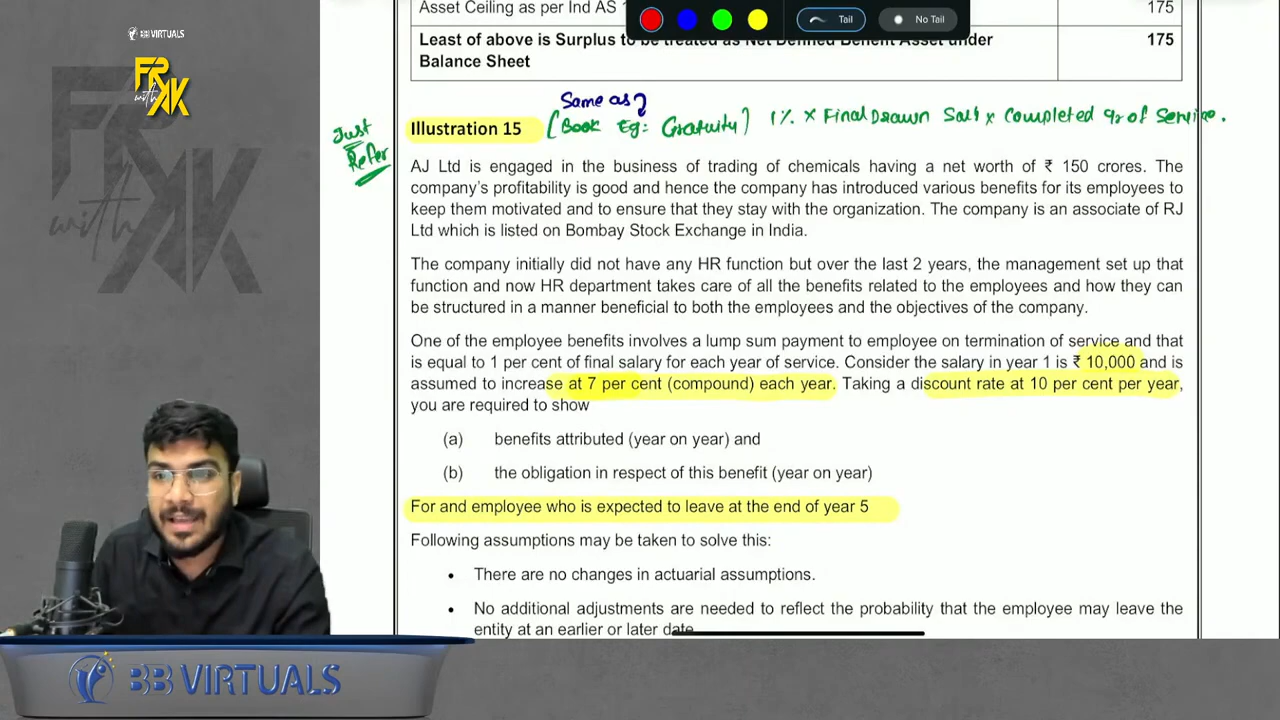 BB VIRTUALS
FR
with
AK
FR
with
AK
Tail
No Tail
Asset Ceiling as per Ind AS 175
Least of above is Surplus to be treated as Net Defined Benefit Asset under 175
Balance Sheet
Same as
Just Refer
Illustration 15 [Book Eg: Gratuity] 1% x Final Drawn x Completed of Service.
AJ Ltd is engaged in the business of trading of chemicals having a net worth of ₹ 150 crores. The
company's profitability is good and hence the company has introduced various benefits for its employees to
keep them motivated and to ensure that they stay with the organization. The company is an associate of RJ
Ltd which is listed on Bombay Stock Exchange in India.
The company initially did not have any HR function but over the last 2 years, the management set up that
function and now HR department takes care of all the benefits related to the employees and how they can
be structured in a manner beneficial to both the employees and the objectives of the company.
One of the employee benefits involves a lump sum payment to employee on termination of service and that
is equal to 1 per cent of final salary for each year of service. Consider the salary in year 1 is ₹ 10,000 and is
assumed to increase at 7 per cent (compound) each year. Taking a discount rate at 10 per cent per year,
you are required to show
(a) benefits attributed (year on year) and
(b) the obligation in respect of this benefit (year on year)
For and employee who is expected to leave at the end of year 5
Following assumptions may be taken to solve this:
• There are no changes in actuarial assumptions.
• No additional adjustments are needed to reflect the probability that the employee may leave the
entity at an earlier or later date
BB VIRTUALS